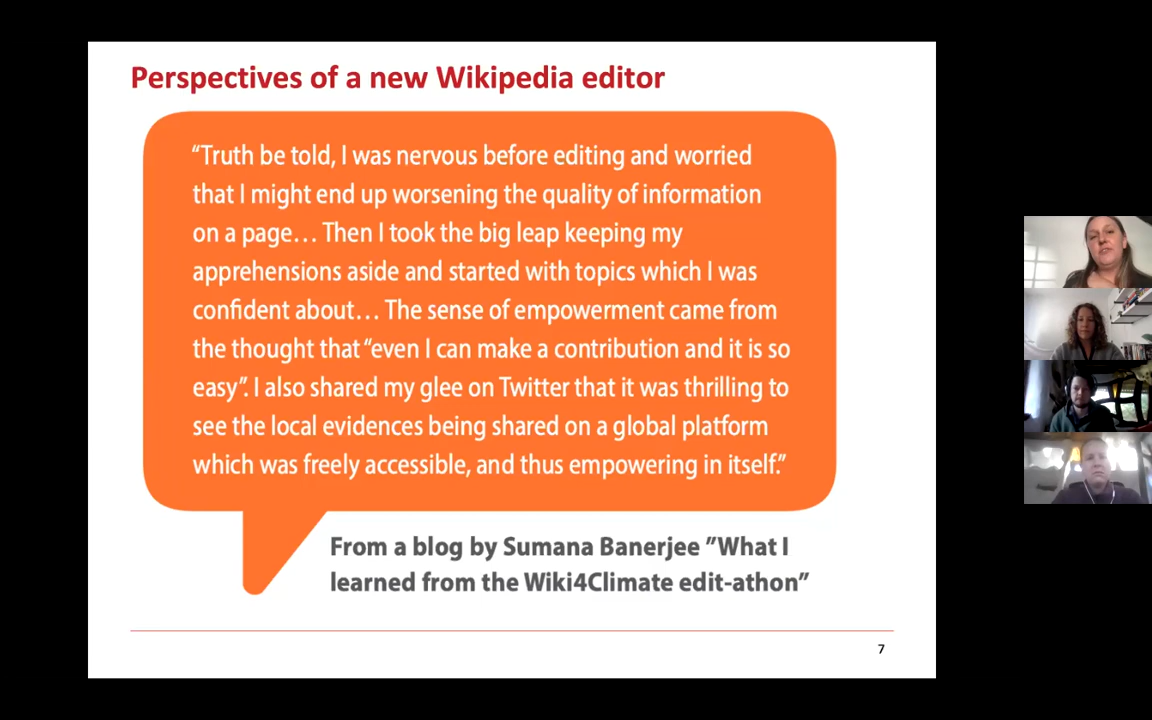 Perspectives of a new Wikipedia editor
“Truth be told, I was nervous before editing and worried
that I might end up worsening the quality of information
on a page… Then I took the big leap keeping my
apprehensions aside and started with topics which I was
confident about… The sense of empowerment came from
the thought that “even I can make a contribution and it is so
easy”. I also shared my glee on Twitter that it was thrilling to
see the local evidences being shared on a global platform
which was freely accessible, and thus empowering in itself.”
From a blog by Sumana Banerjee ”What I
learned from the Wiki4Climate edit-athon”
7